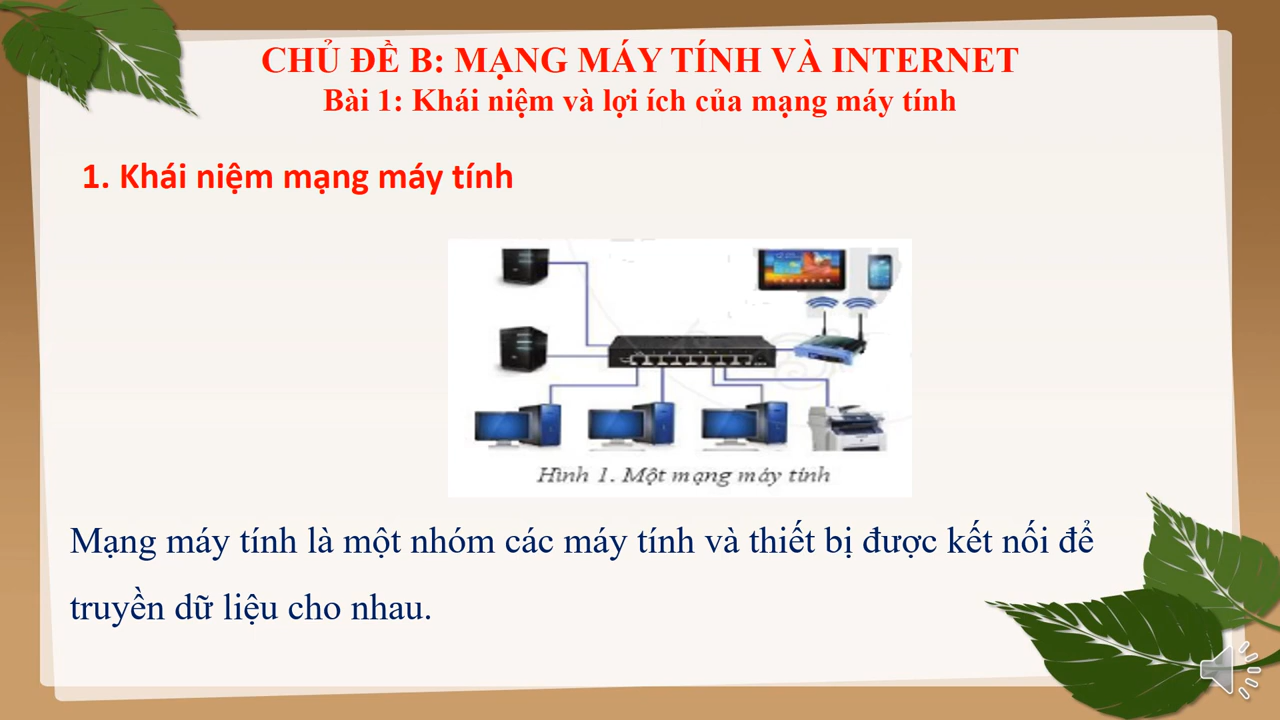 CHỦ ĐỀ B: MẠNG MÁY TÍNH VÀ INTERNET
Bài 1: Khái niệm và lợi ích của mạng máy tính
1. Khái niệm mạng máy tính
Hình 1. Một mạng máy tính
Mạng máy tính là một nhóm các máy tính và thiết bị được kết nối để
truyền dữ liệu cho nhau.